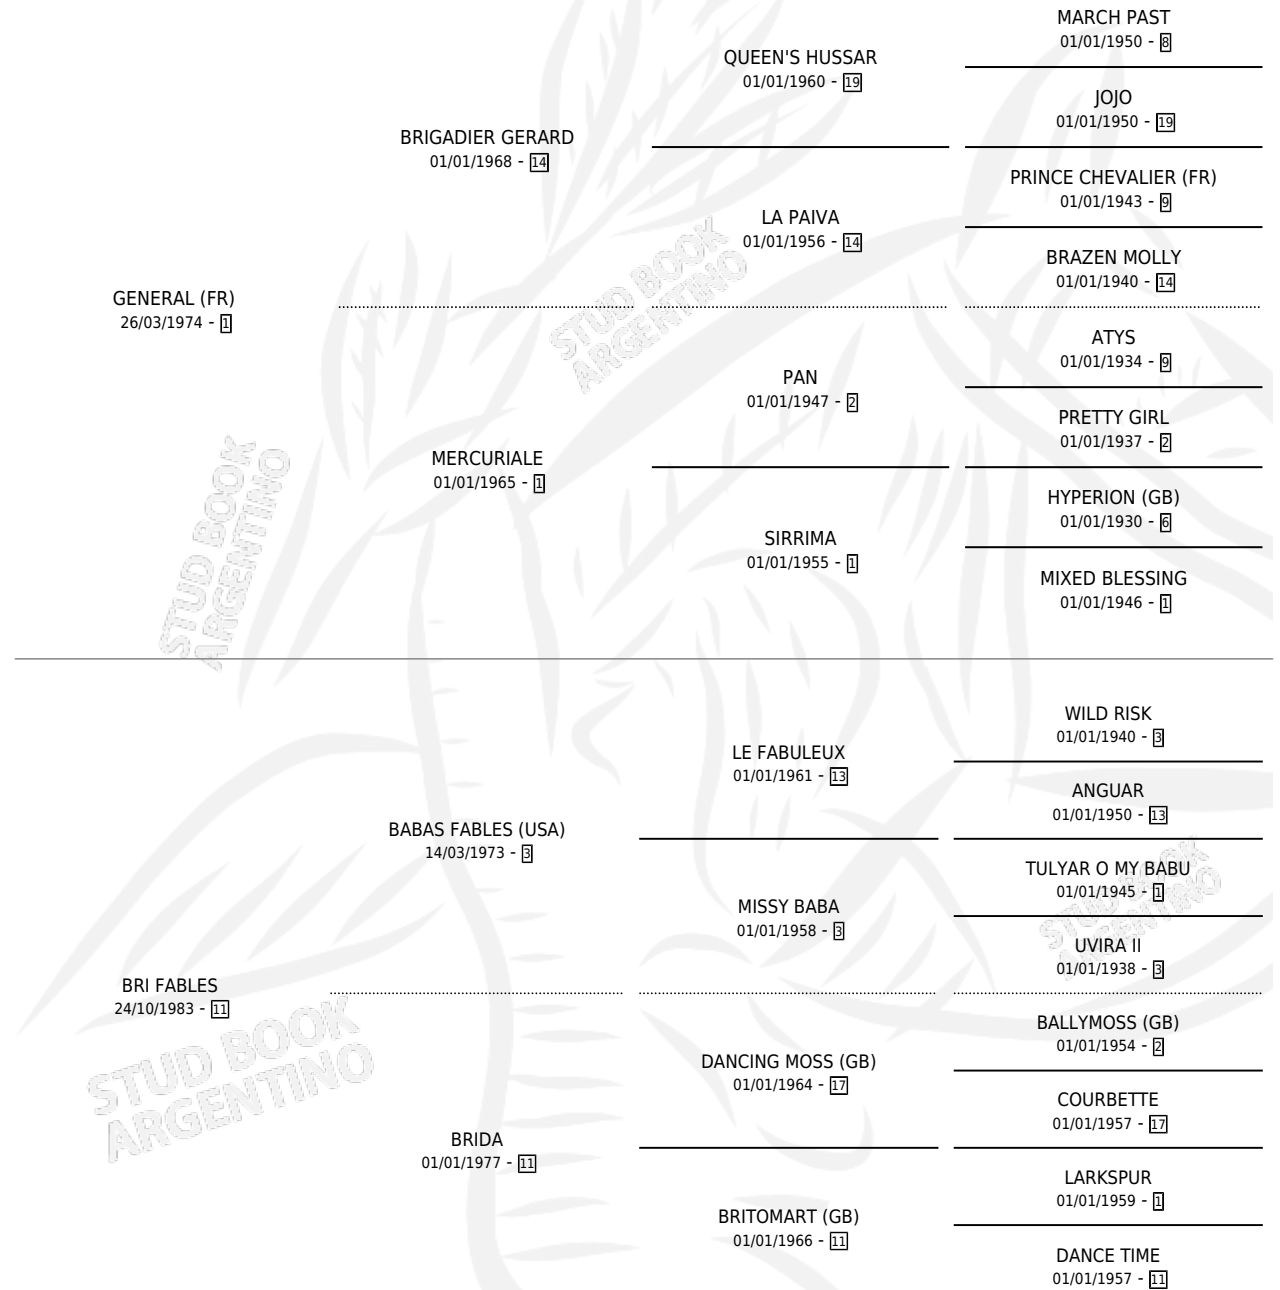 MARCH PAST
01/01/1950 - 8
QUEEN'S HUSSAR
01/01/1960 - 19
JOJO
01/01/1950 - 19
BRIGADIER GERARD
01/01/1968 - 14
PRINCE CHEVALIER (FR)
01/01/1943 - 9
LA PAIVA
01/01/1956 - 14
BRAZEN MOLLY
01/01/1940 - 14
GENERAL (FR)
26/03/1974 - 1
STUD BOOK
ARGENTINO
ATYS
01/01/1934 - 9
PAN
01/01/1947 - 2
PRETTY GIRL
01/01/1937 - 2
MERCURIALE
01/01/1965 - 1
HYPERION (GB)
01/01/1930 - 6
SIRRIMA
01/01/1955 - 1
MIXED BLESSING
01/01/1946 - 1
STUD BOOK
ARGENTINO
WILD RISK
01/01/1940 - 3
LE FABULEUX
01/01/1961 - 13
ANGUAR
01/01/1950 - 13
BABAS FABLES (USA)
14/03/1973 - 3
TULYAR O MY BABU
01/01/1945 - 1
MISSY BABA
01/01/1958 - 3
STUD BOOK
ARGENTINO
UVIRA II
01/01/1938 - 3
BRI FABLES
24/10/1983 - 11
BALLYMOSS (GB)
01/01/1954 - 2
DANCING MOSS (GB)
01/01/1964 - 17
STUD BOOK
ARGENTINO
COURBETTE
01/01/1957 - 17
BRIDA
01/01/1977 - 11
LARKSPUR
01/01/1959 - 1
BRITOMART (GB)
01/01/1966 - 11
DANCE TIME
01/01/1957 - 11